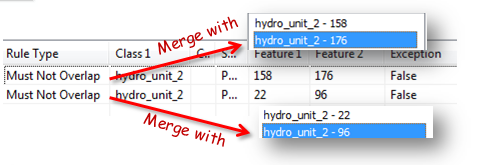 hydro_unit_2 - 158
Merge with
hydro_unit_2 - 176
Rule Type Class 1 C.. S... Feature 1 Feature 2 Exception
Must Not Overlap hydro_unit_2 P... 158 176 False
Must Not Overlap hydro_unit_2 P... 22 96 False
Merge with
hydro_unit_2 - 22
hydro_unit_2 - 96